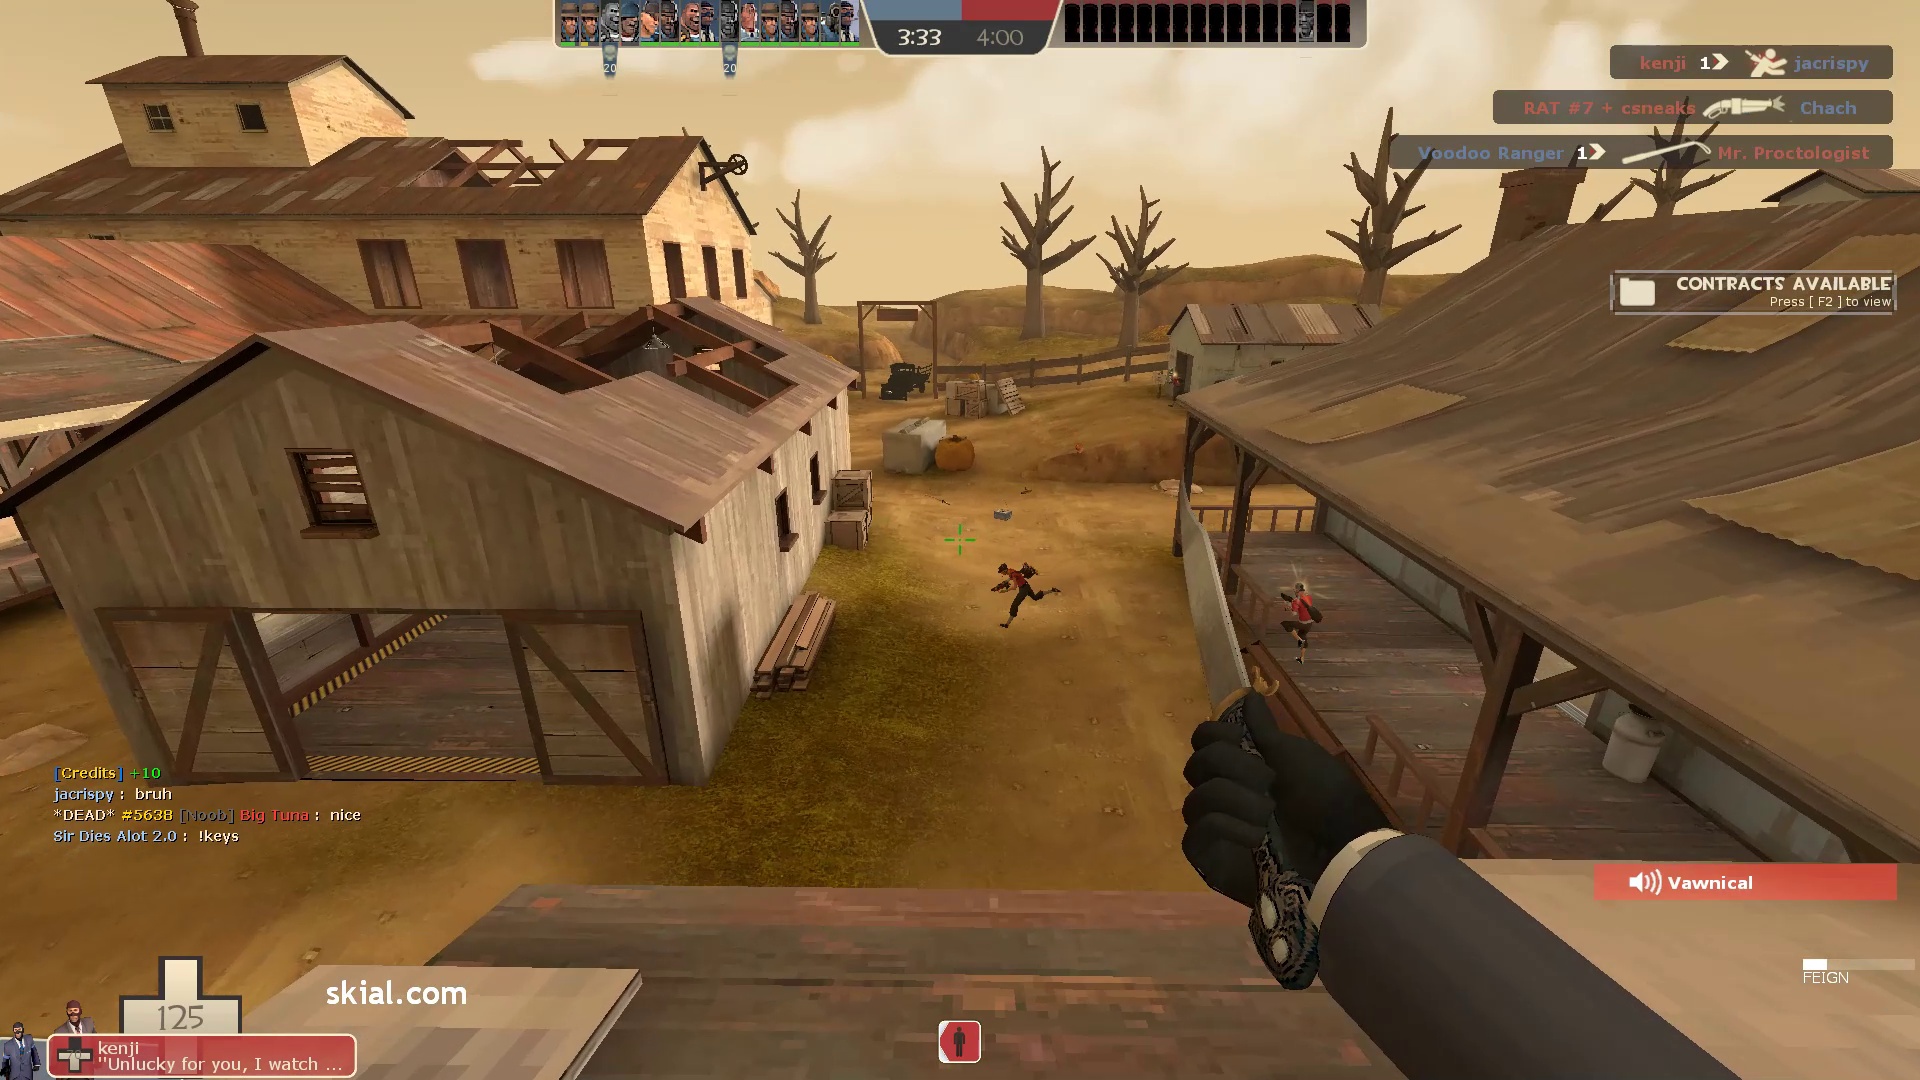 3:33
4:00
20
20
kenji 1 jacrispy
RAT #7 + csneaks Chach
Voodoo Ranger 1 Mr. Proctologist
CONTRACTS AVAILABLE
Press [ F2 ] to view
[Credits] +10
jacrispy : bruh
*DEAD* #5638 [Noob] Big Tuna : nice
Sir Dies Alot 2.0 : !keys
Vawnical
FEIGN
skial.com
125
kenji
"Unlucky for you, I watch ...